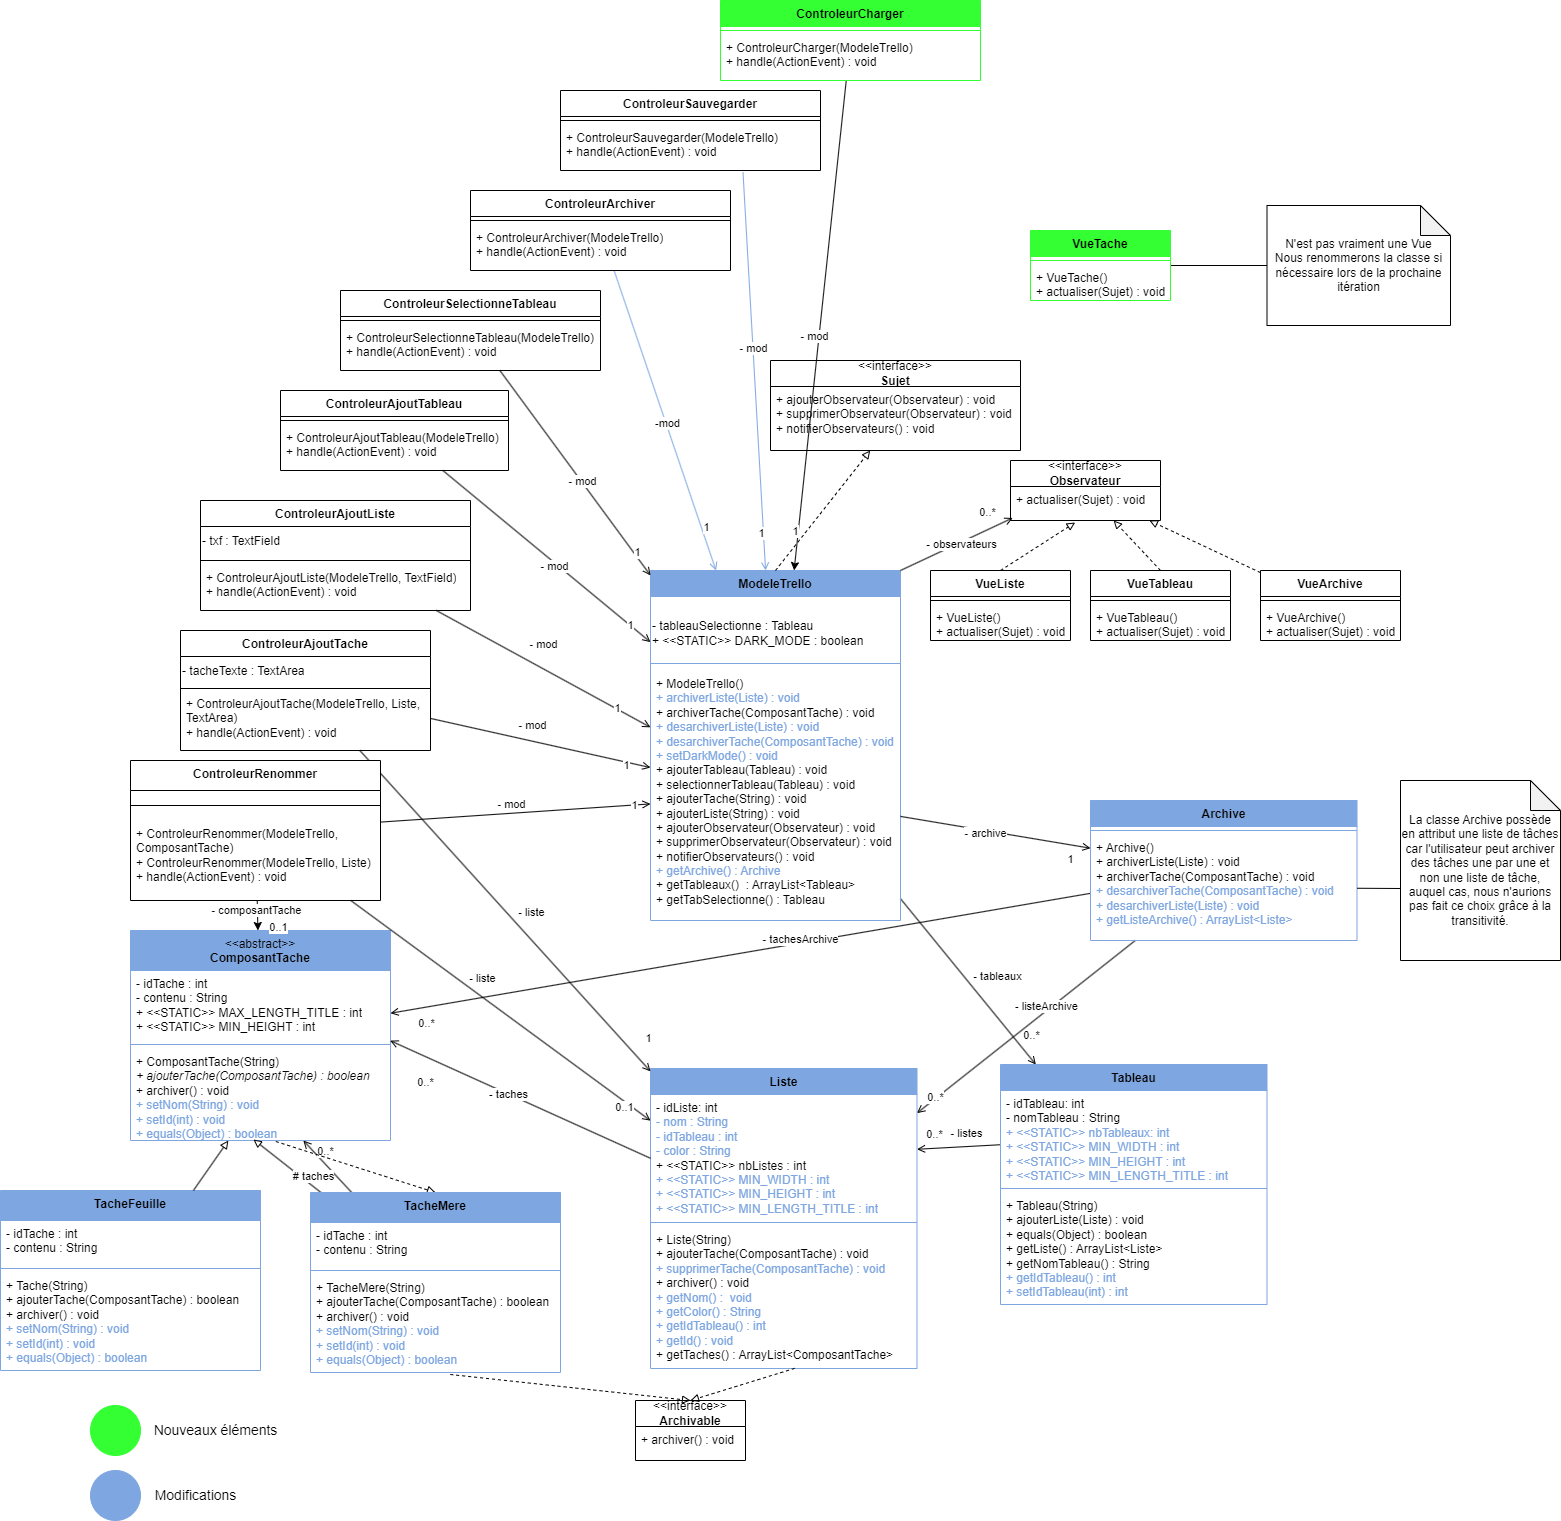 ControleurCharger
+ ControleurCharger(ModeleTrello)
+ handle(ActionEvent) : void
ControleurSauvegarder
+ ControleurSauvegarder(ModeleTrello)
+ handle(ActionEvent) : void
ControleurArchiver
+ ControleurArchiver(ModeleTrello)
+ handle(ActionEvent) : void
VueTache
+ VueTache()
+ actualiser(Sujet) : void
N'est pas vraiment une Vue
Nous renommerons la classe si
nécessaire lors de la prochaine
itération
ControleurSelectionneTableau
+ ControleurSelectionneTableau(ModeleTrello)
+ handle(ActionEvent) : void
- mod
- mod
<<interface>>
Sujet
+ ajouterObservateur(Observateur) : void
+ supprimerObservateur(Observateur) : void
+ notifierObservateurs() : void
ControleurAjoutTableau
+ ControleurAjoutTableau(ModeleTrello)
+ handle(ActionEvent) : void
-mod
- mod
<<interface>>
Observateur
+ actualiser(Sujet) : void
0..*
- observateurs
ControleurAjoutListe
- txf : TextField
+ ControleurAjoutListe(ModeleTrello, TextField)
+ handle(ActionEvent) : void
1
1
1
1
- mod
VueListe
+ VueListe()
+ actualiser(Sujet) : void
VueTableau
+ VueTableau()
+ actualiser(Sujet) : void
VueArchive
+ VueArchive()
+ actualiser(Sujet) : void
ControleurAjoutTache
- tacheTexte : TextArea
+ ControleurAjoutTache(ModeleTrello, Liste,
TextArea)
+ handle(ActionEvent) : void
1
- mod
1
- mod
1
ModeleTrello
- tableauSelectionne : Tableau
+ <<STATIC>> DARK_MODE : boolean
+ ModeleTrello()
+ archiverListe(Liste) : void
+ archiverTache(ComposantTache) : void
+ desarchiverListe(Liste) : void
+ desarchiverTache(ComposantTache) : void
+ setDarkMode() : void
+ ajouterTableau(Tableau) : void
+ selectionnerTableau(Tableau) : void
+ ajouterTache(String) : void
+ ajouterListe(String) : void
+ ajouterObservateur(Observateur) : void
+ supprimerObservateur(Observateur) : void
+ notifierObservateurs() : void
+ getArchive() : Archive
+ getTableaux()  : ArrayList<Tableau>
+ getTabSelectionne() : Tableau
ControleurRenommer
+ ControleurRenommer(ModeleTrello,
ComposantTache)
+ ControleurRenommer(ModeleTrello, Liste)
+ handle(ActionEvent) : void
- mod
1
- archive
1
Archive
+ Archive()
+ archiverListe(Liste) : void
+ archiverTache(ComposantTache) : void
+ desarchiverTache(ComposantTache) : void
+ desarchiverListe(Liste) : void
+ getListeArchive() : ArrayList<Liste>
La classe Archive possède
en attribut une liste de tâches
car l'utilisateur peut archiver
des tâches une par une et
non une liste de tâche,
auquel cas, nous n'aurions
pas fait ce choix grâce à la
transitivité.
- composantTache
0..1
- liste
- tachesArchive
- liste
- tableaux
- listeArchive
<<abstract>>
ComposantTache
- idTache : int
- contenu : String
+ <<STATIC>> MAX_LENGTH_TITLE : int
+ <<STATIC>> MIN_HEIGHT : int
+ ComposantTache(String)
+ ajouterTache(ComposantTache) : boolean
+ archiver() : void
+ setNom(String) : void
+ setId(int) : void
+ equals(Object) : boolean
0..*
1
0..*
0..*
- taches
0..1
0..*
0..*
- listes
Liste
- idListe: int
- nom : String
- idTableau : int
- color : String
+ <<STATIC>> nbListes : int
+ <<STATIC>> MIN_WIDTH : int
+ <<STATIC>> MIN_HEIGHT : int
+ <<STATIC>> MIN_LENGTH_TITLE : int
+ Liste(String)
+ ajouterTache(ComposantTache) : void
+ supprimerTache(ComposantTache) : void
+ archiver() : void
+ getNom() :  void
+ getColor() : String
+ getIdTableau() : int
+ getId() : void
+ getTaches() : ArrayList<ComposantTache>
Tableau
- idTableau: int
- nomTableau : String
+ <<STATIC>> nbTableaux: int
+ <<STATIC>> MIN_WIDTH : int
+ <<STATIC>> MIN_HEIGHT : int
+ <<STATIC>> MIN_LENGTH_TITLE : int
+ Tableau(String)
+ ajouterListe(Liste) : void
+ equals(Object) : boolean
+ getListe() : ArrayList<Liste>
+ getNomTableau() : String
+ getIdTableau() : int
+ setIdTableau(int) : int
0..*
# taches
TacheFeuille
- idTache : int
- contenu : String
+ Tache(String)
+ ajouterTache(ComposantTache) : boolean
+ archiver() : void
+ setNom(String) : void
+ setId(int) : void
+ equals(Object) : boolean
TacheMere
- idTache : int
- contenu : String
+ TacheMere(String)
+ ajouterTache(ComposantTache) : boolean
+ archiver() : void
+ setNom(String) : void
+ setId(int) : void
+ equals(Object) : boolean
<<interface>>
Archivable
+ archiver() : void
Nouveaux éléments
Modifications